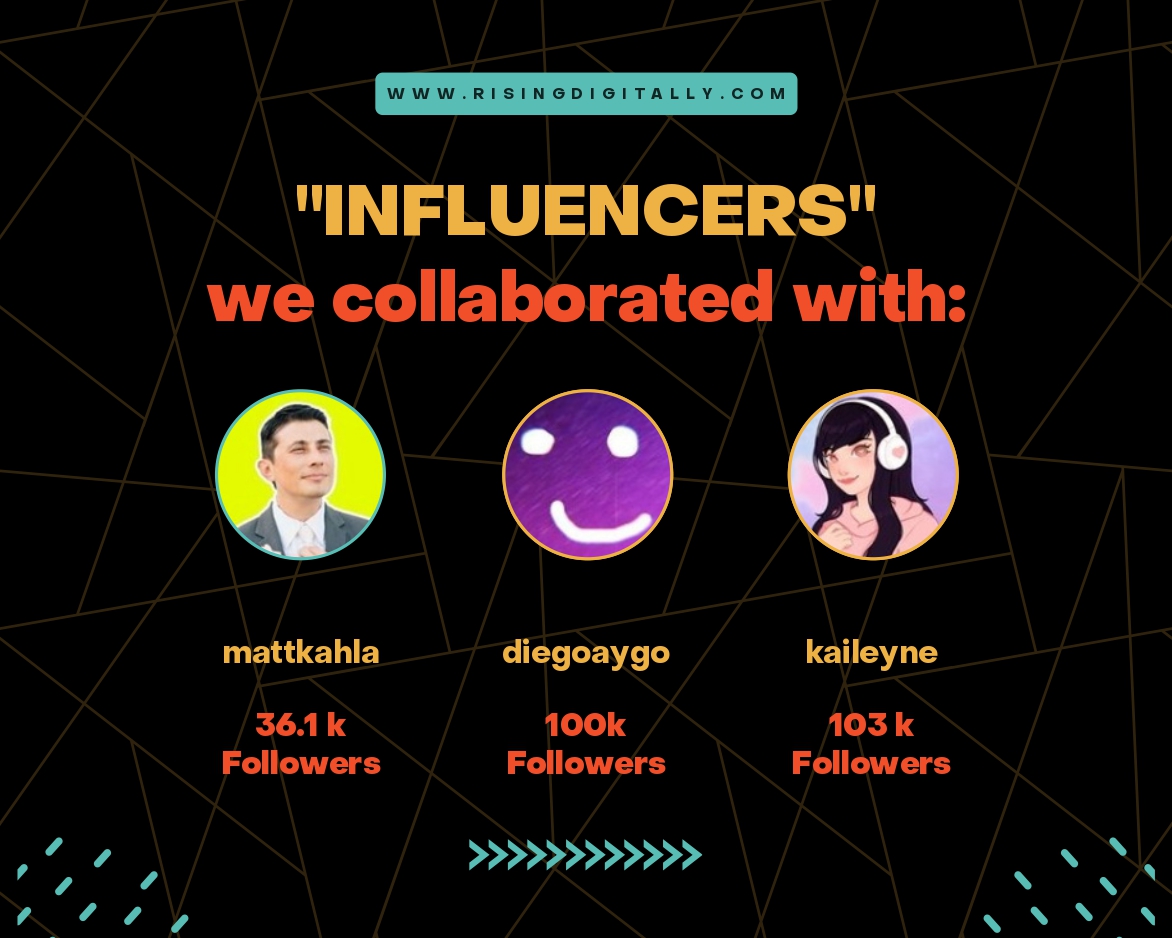 WWW.RISINGDIGITALLY.COM
"INFLUENCERS"
we collaborated with:
mattkahla
diegoaygo
kaileyne
36.1 k
Followers
100k
Followers
103 k
Followers